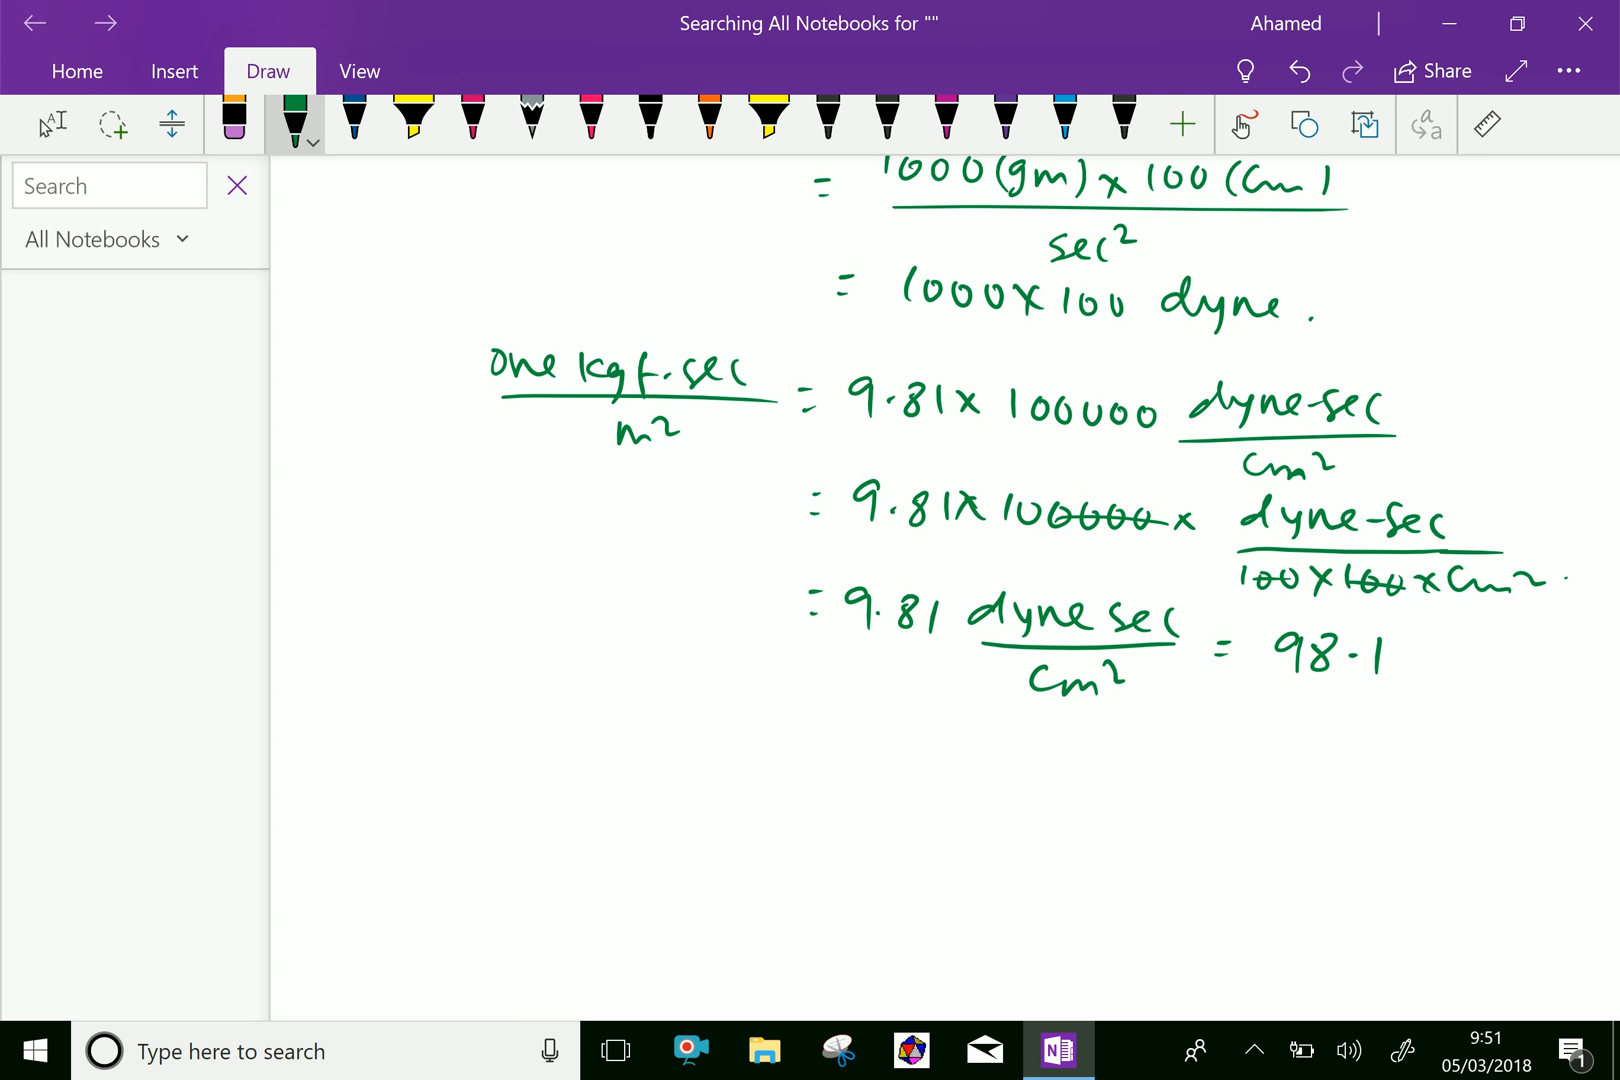 Searching All Notebooks for ""
Ahamed
Home Insert Draw View
Share
Search
All Notebooks
= 1000(gm) x 100 (cm)
sec²
= 1000 x 100 dyne.
one kgf.sec
m²
= 9.81 x 100000 dyne-sec
cm²
= 9.81 x 100000 x dyne-sec
100 x 100 x cm².
= 9.81 dyne sec
cm²
= 98.1
Type here to search
9:51
05/03/2018
1